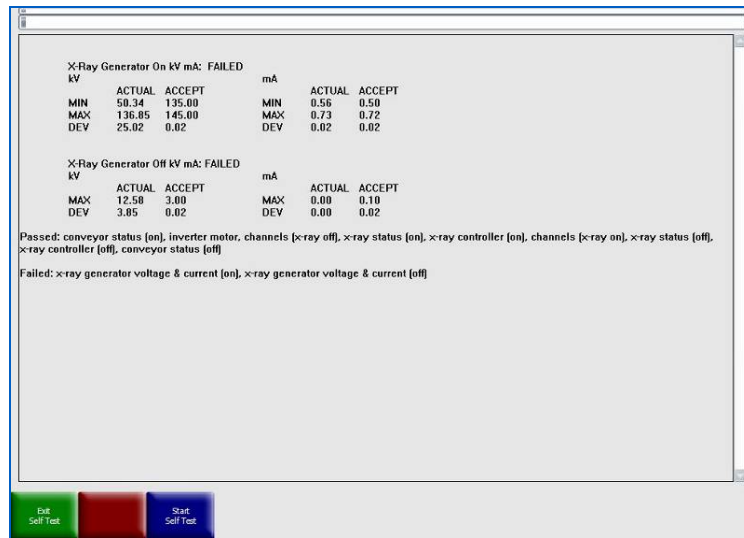 X-Ray Generator On kV mA: FAILED
kV mA
ACTUAL ACCEPT ACTUAL ACCEPT
MIN 50.34 135.00 MIN 0.56 0.50
MAX 136.85 145.00 MAX 0.73 0.72
DEV 25.02 0.02 DEV 0.02 0.02
X-Ray Generator Off kV mA: FAILED
kV mA
ACTUAL ACCEPT ACTUAL ACCEPT
MAX 12.58 3.00 MAX 0.00 0.10
DEV 3.85 0.02 DEV 0.00 0.02
Passed: conveyor status (on), inverter motor, channels (x-ray off), x-ray status (on), x-ray controller (on), channels (x-ray on), x-ray status (off),
x-ray controller (off), conveyor status (off)
Failed: x-ray generator voltage & current (on), x-ray generator voltage & current (off)
Exit
Self Test
Start
Self Test